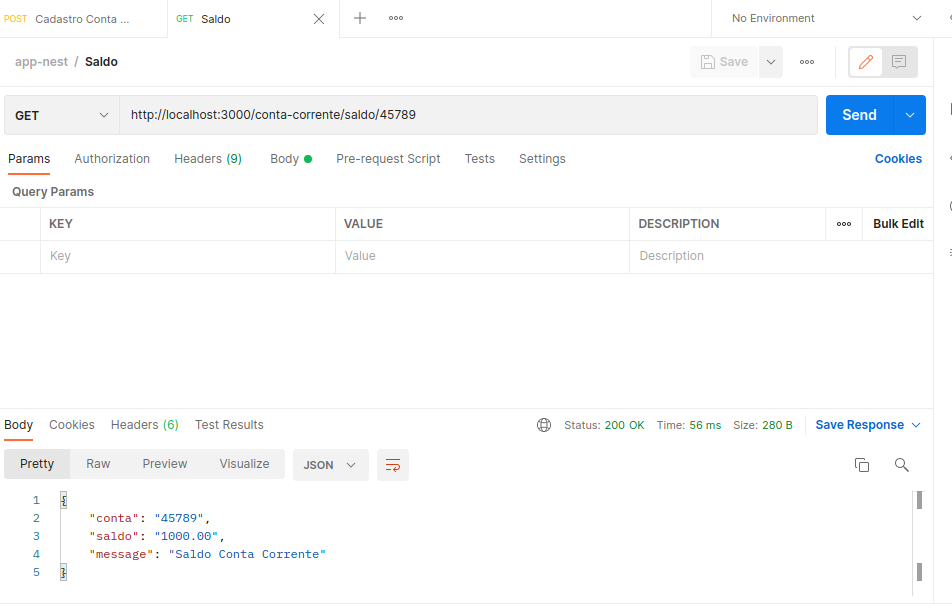 POST Cadastro Conta ... GET Saldo No Environment
app-nest / Saldo Save
GET http://localhost:3000/conta-corrente/saldo/45789 Send
Params Authorization Headers (9) Body Pre-request Script Tests Settings Cookies
Query Params
KEY VALUE DESCRIPTION Bulk Edit
Key Value Description
Body Cookies Headers (6) Test Results Status: 200 OK Time: 56 ms Size: 280 B Save Response
Pretty Raw Preview Visualize JSON
1 {
2 "conta": "45789",
3 "saldo": "1000.00",
4 "message": "Saldo Conta Corrente"
5 }